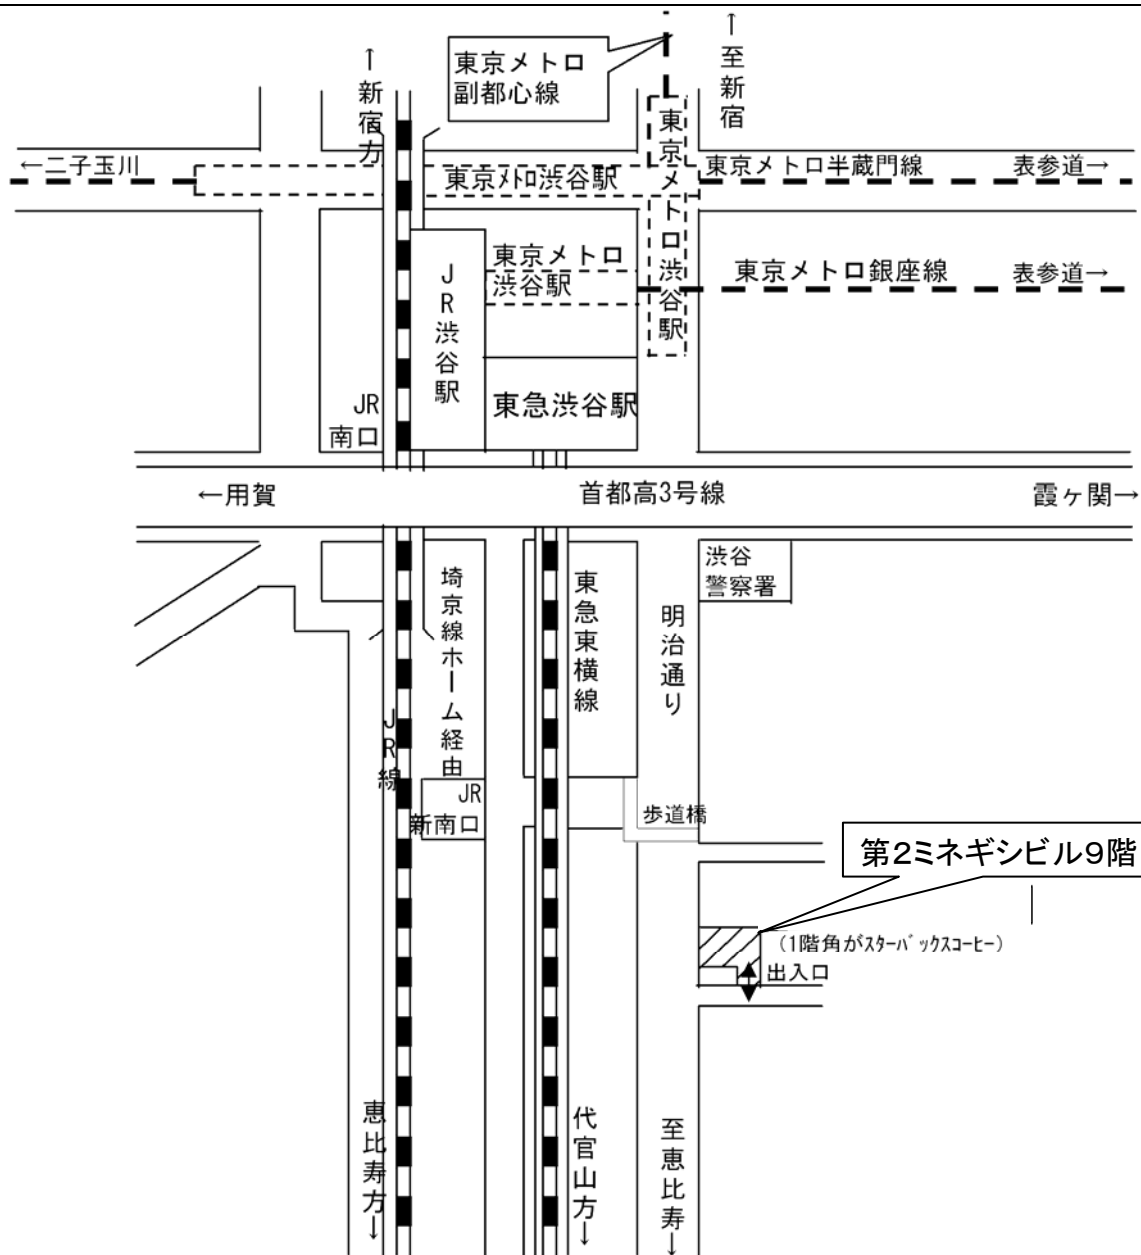 ↑至新宿
↑新宿方
東京メトロ
副都心線
←二子玉川
東京ﾒﾄﾛ渋谷駅
東京メトロ渋谷駅
東京メトロ半蔵門線
表参道→
東京メトロ
渋谷駅
東京メトロ銀座線
表参道→
JR渋谷駅
東急渋谷駅
JR
南口
←用賀
首都高3号線
霞ヶ関→
渋谷
警察署
埼京線ホーム経由
東急東横線
明治通り
JR線
JR
新南口
歩道橋
第2ミネギシビル9階
(1階角がｽﾀｰﾊﾞｯｸｽｺｰﾋｰ)
出入口
恵比寿方↓
代官山方↓
至恵比寿↓